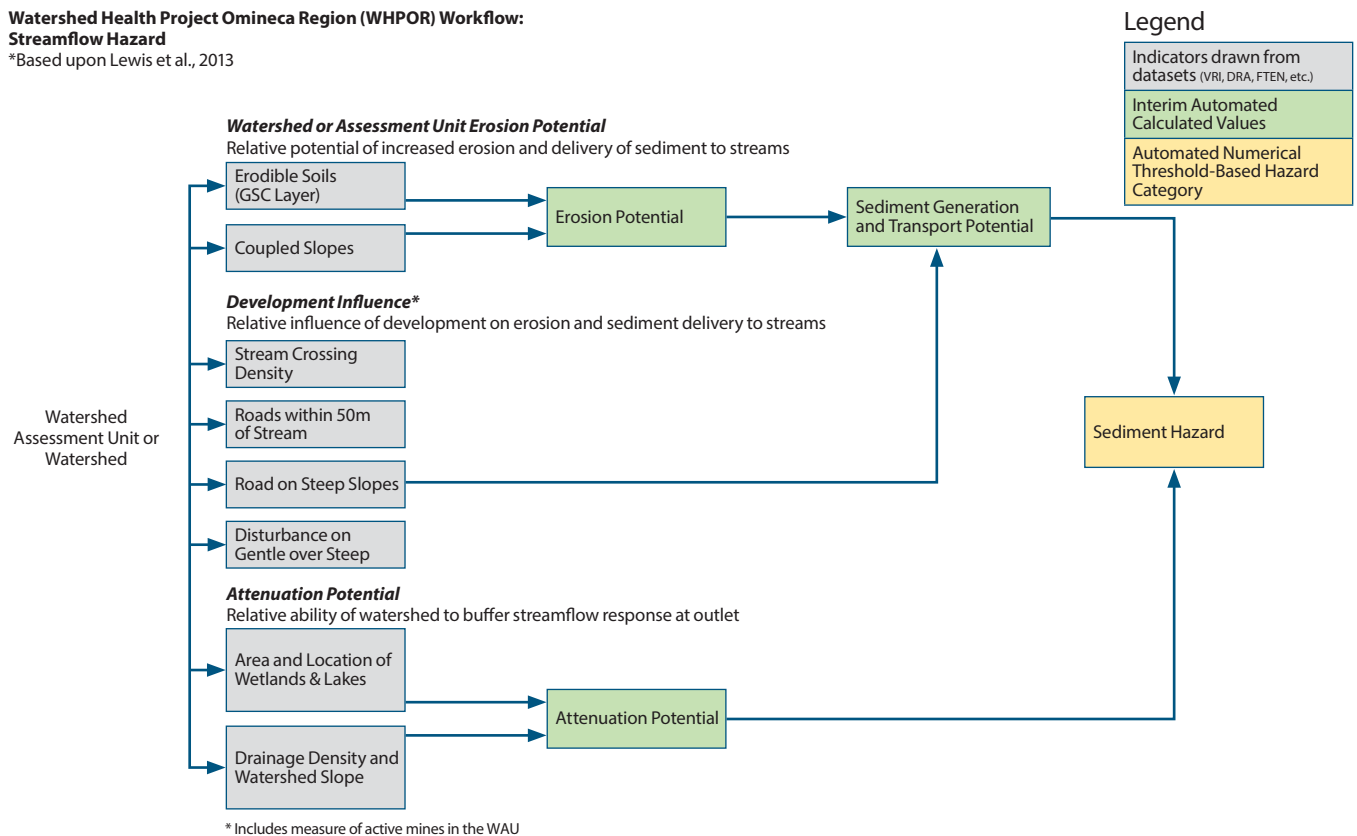 Watershed Health Project Omineca Region (WHPOR) Workflow:
Streamflow Hazard
*Based upon Lewis et al., 2013
Legend
Indicators drawn from
datasets (VRI, DRA, FTEN, etc.)
Interim Automated
Calculated Values
Automated Numerical
Threshold-Based Hazard
Category
Watershed or Assessment Unit Erosion Potential
Relative potential of increased erosion and delivery of sediment to streams
Erodible Soils
(GSC Layer)
Coupled Slopes
Erosion Potential
Sediment Generation
and Transport Potential
Development Influence*
Relative influence of development on erosion and sediment delivery to streams
Stream Crossing
Density
Roads within 50m
of Stream
Road on Steep Slopes
Disturbance on
Gentle over Steep
Watershed
Assessment Unit or
Watershed
Sediment Hazard
Attenuation Potential
Relative ability of watershed to buffer streamflow response at outlet
Area and Location of
Wetlands & Lakes
Drainage Density and
Watershed Slope
Attenuation Potential
* Includes measure of active mines in the WAU